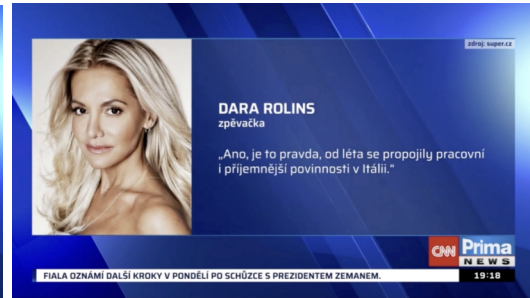 zdroj: super.cz
DARA ROLINS
zpěvačka
„Ano, je to pravda, od léta se propojily pracovní
i příjemnější povinnosti v Itálii."
CNN Prima
NEWS
FIALA OZNÁMÍ DALŠÍ KROKY V PONDĚLÍ PO SCHŮZCE S PREZIDENTEM ZEMANEM.
19:18